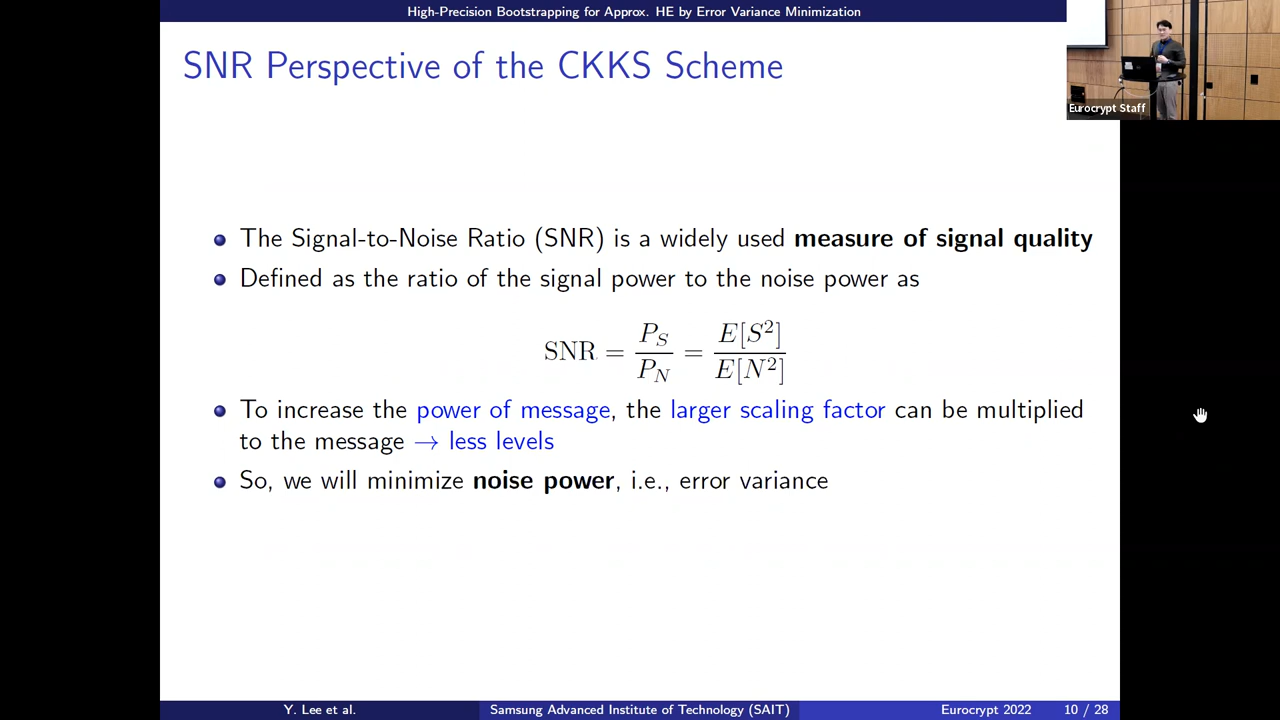 High-Precision Bootstrapping for Approx. HE by Error Variance Minimization
SNR Perspective of the CKKS Scheme
Eurocrypt Staff
The Signal-to-Noise Ratio (SNR) is a widely used measure of signal quality
Defined as the ratio of the signal power to the noise power as
SNR = P_S / P_N = E[S²] / E[N²]
To increase the power of message, the larger scaling factor can be multiplied
to the message → less levels
So, we will minimize noise power, i.e., error variance
Y. Lee et al. Samsung Advanced Institute of Technology (SAIT) Eurocrypt 2022 10 / 28